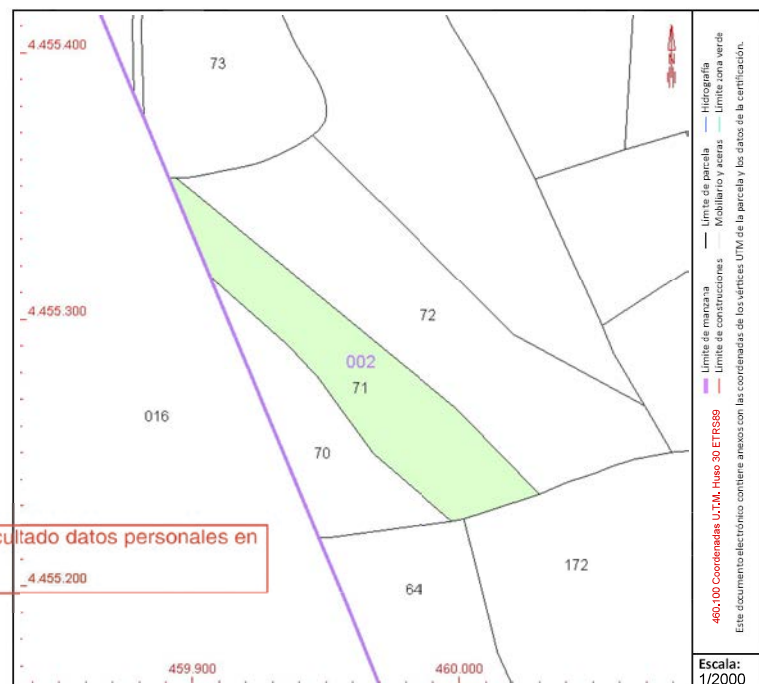 4.455.400
73
4.455.300
72
002
71
016
70
cultado datos personales en
4.455.200
64
172
459.900
460.000
Límite de manzana
Límite de parcela
Hidrografía
460.100 Coordenadas U.T.M. Huso 30 ETRS89
Límite de construcciones
Mobiliario y aceras
Límite zona verde
Este documento electrónico contiene anexos con las coordenadas de los vértices UTM de la parcela y los datos de la certificación.
Escala:
1/2000